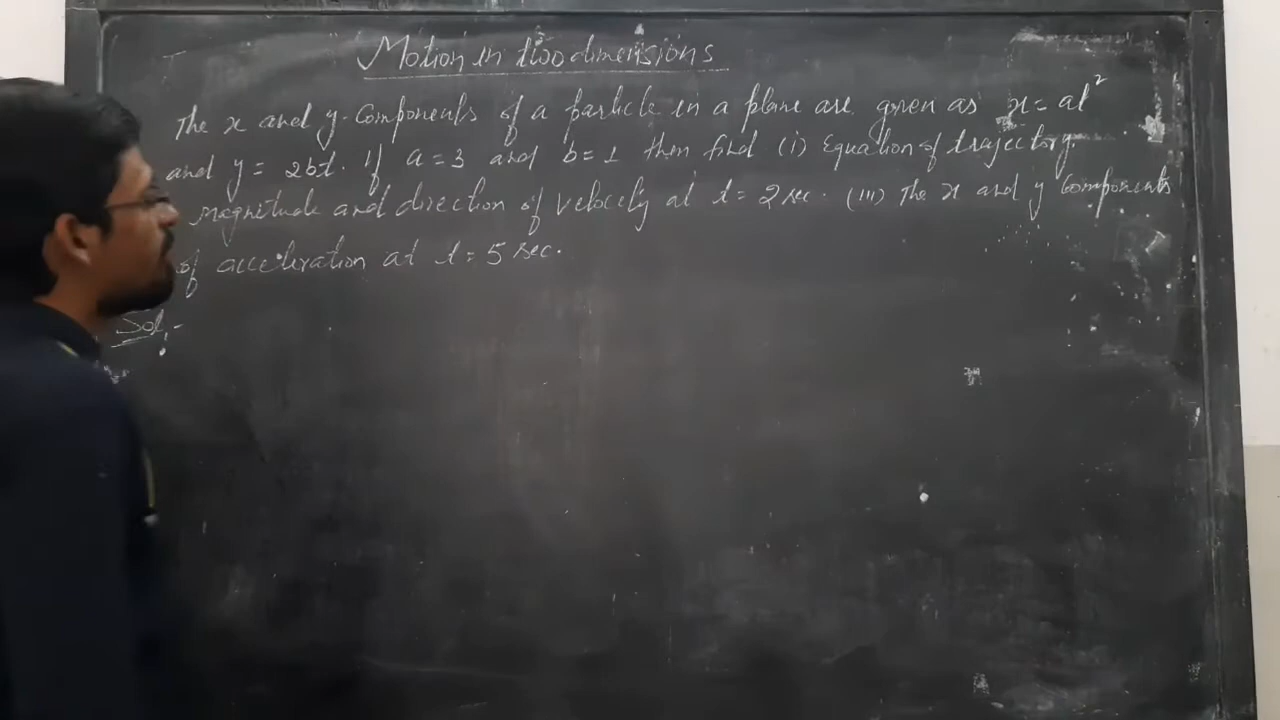 Motion in two dimensions
The x and y-Components of a particle in a plane are given as x = at²
and y = 2bt. If a = 3 and b = 1 then find (i) Equation of trajectory.
magnitude and direction of velocity at t = 2 sec. (iii) The x and y Components
of acceleration at t = 5 sec.
Sol,-